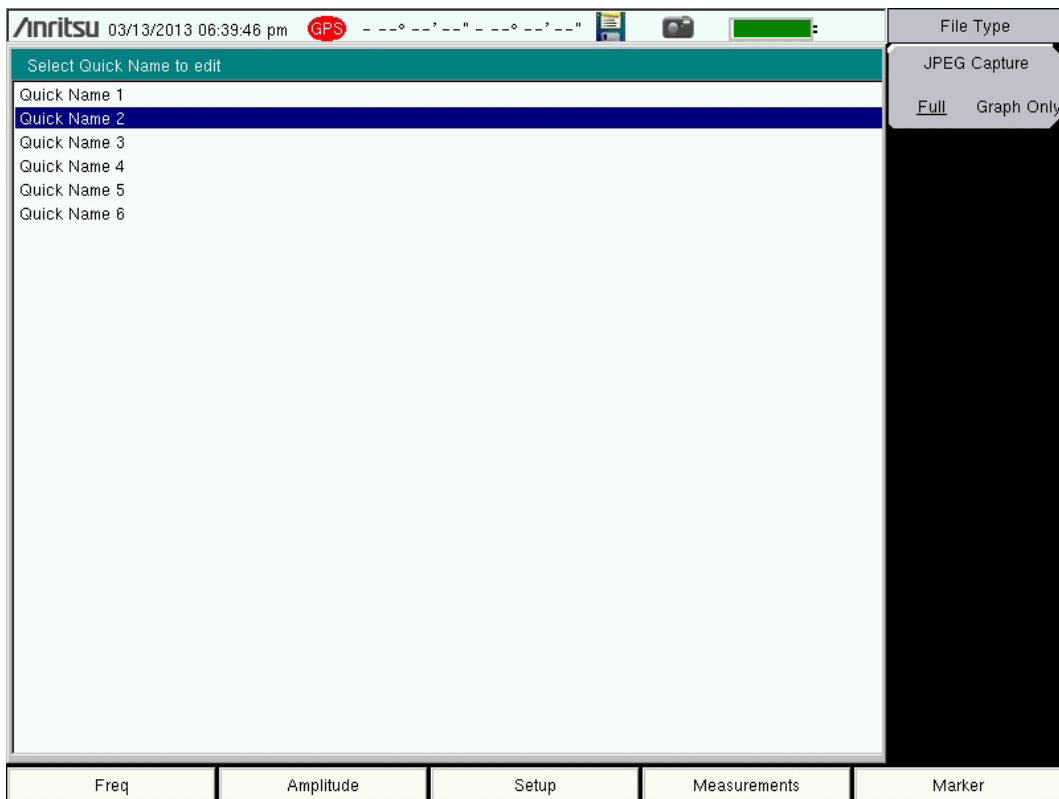 Anritsu 03/13/2013 06:39:46 pm GPS - --° --' --" - --° --' --"
File Type
Select Quick Name to edit
JPEG Capture
Full Graph Only
Quick Name 1
Quick Name 2
Quick Name 3
Quick Name 4
Quick Name 5
Quick Name 6
Freq Amplitude Setup Measurements Marker